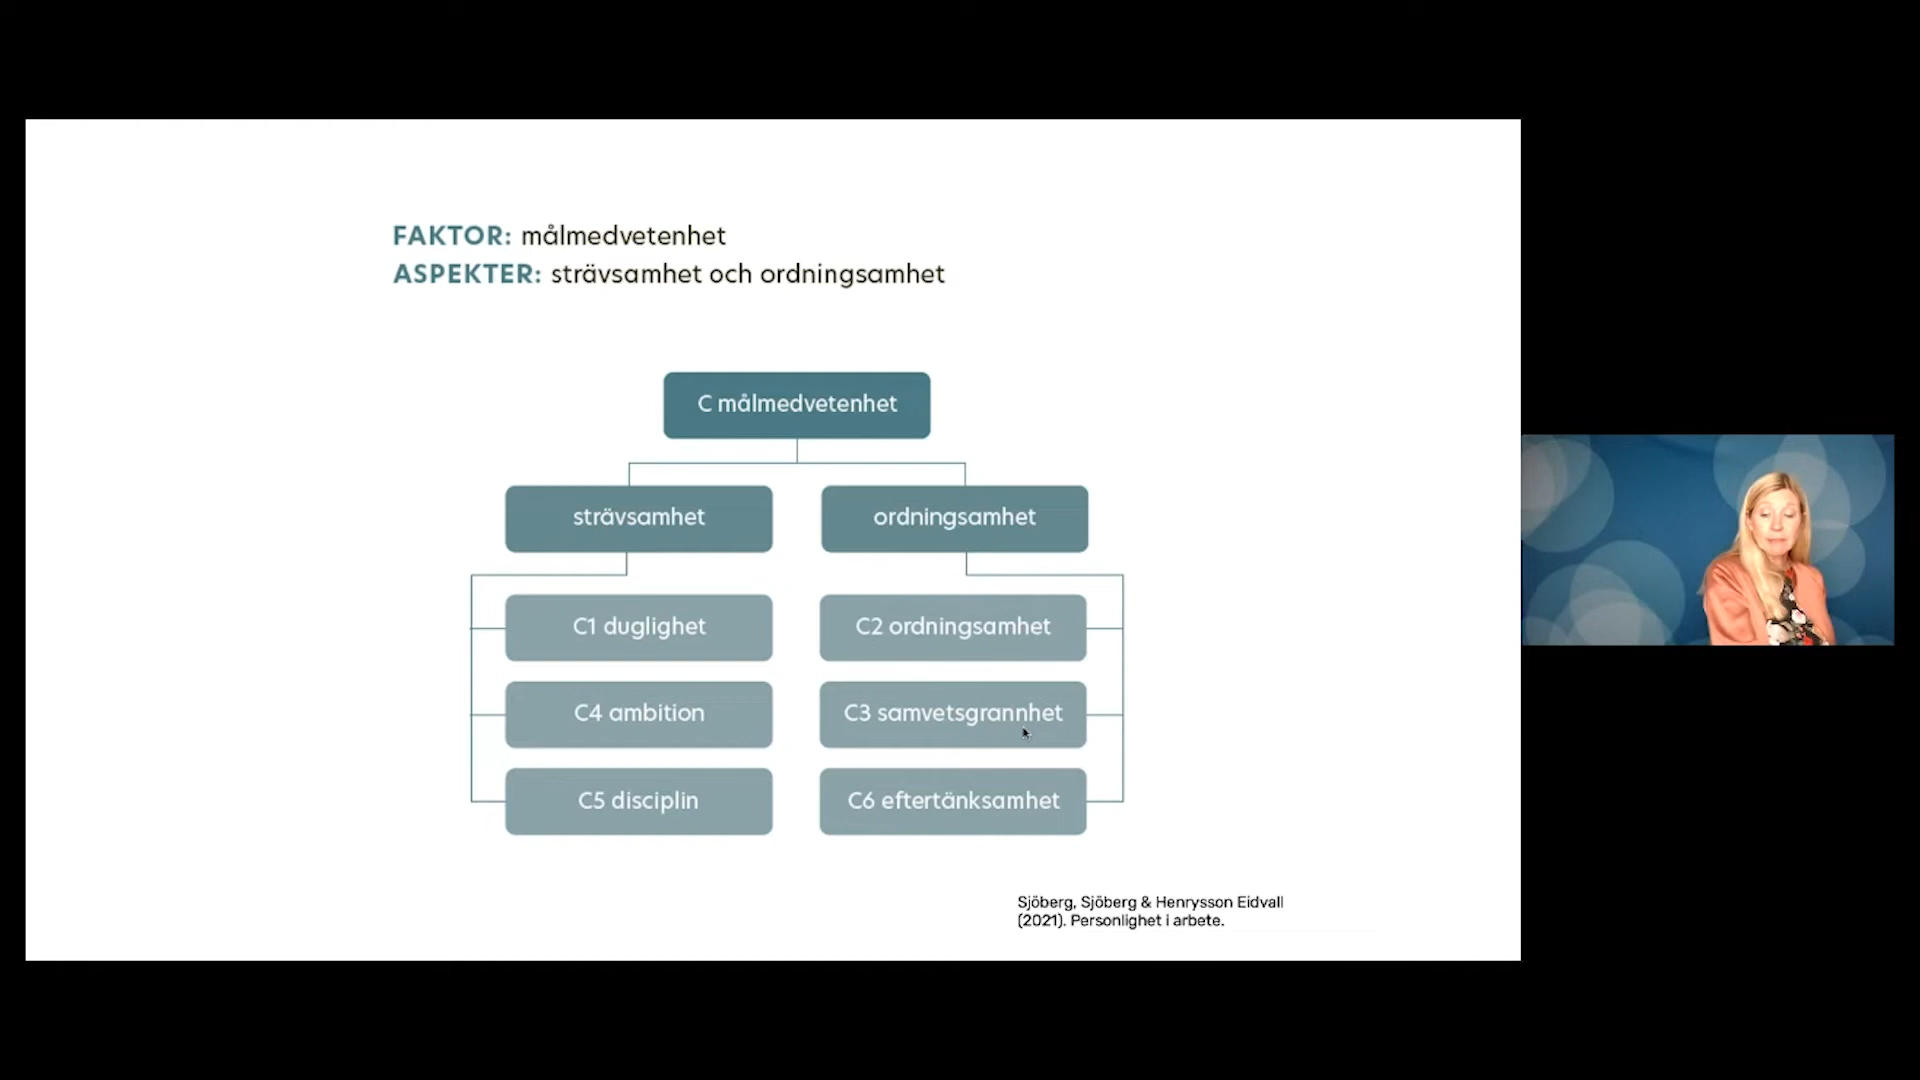 FAKTOR: målmedvetenhet
ASPEKTER: strävsamhet och ordningsamhet
C målmedvetenhet
strävsamhet
ordningsamhet
C1 duglighet
C2 ordningsamhet
C4 ambition
C3 samvetsgrannhet
C5 disciplin
C6 eftertänksamhet
Sjöberg, Sjöberg & Henrysson Eidvall
(2021). Personlighet i arbete.